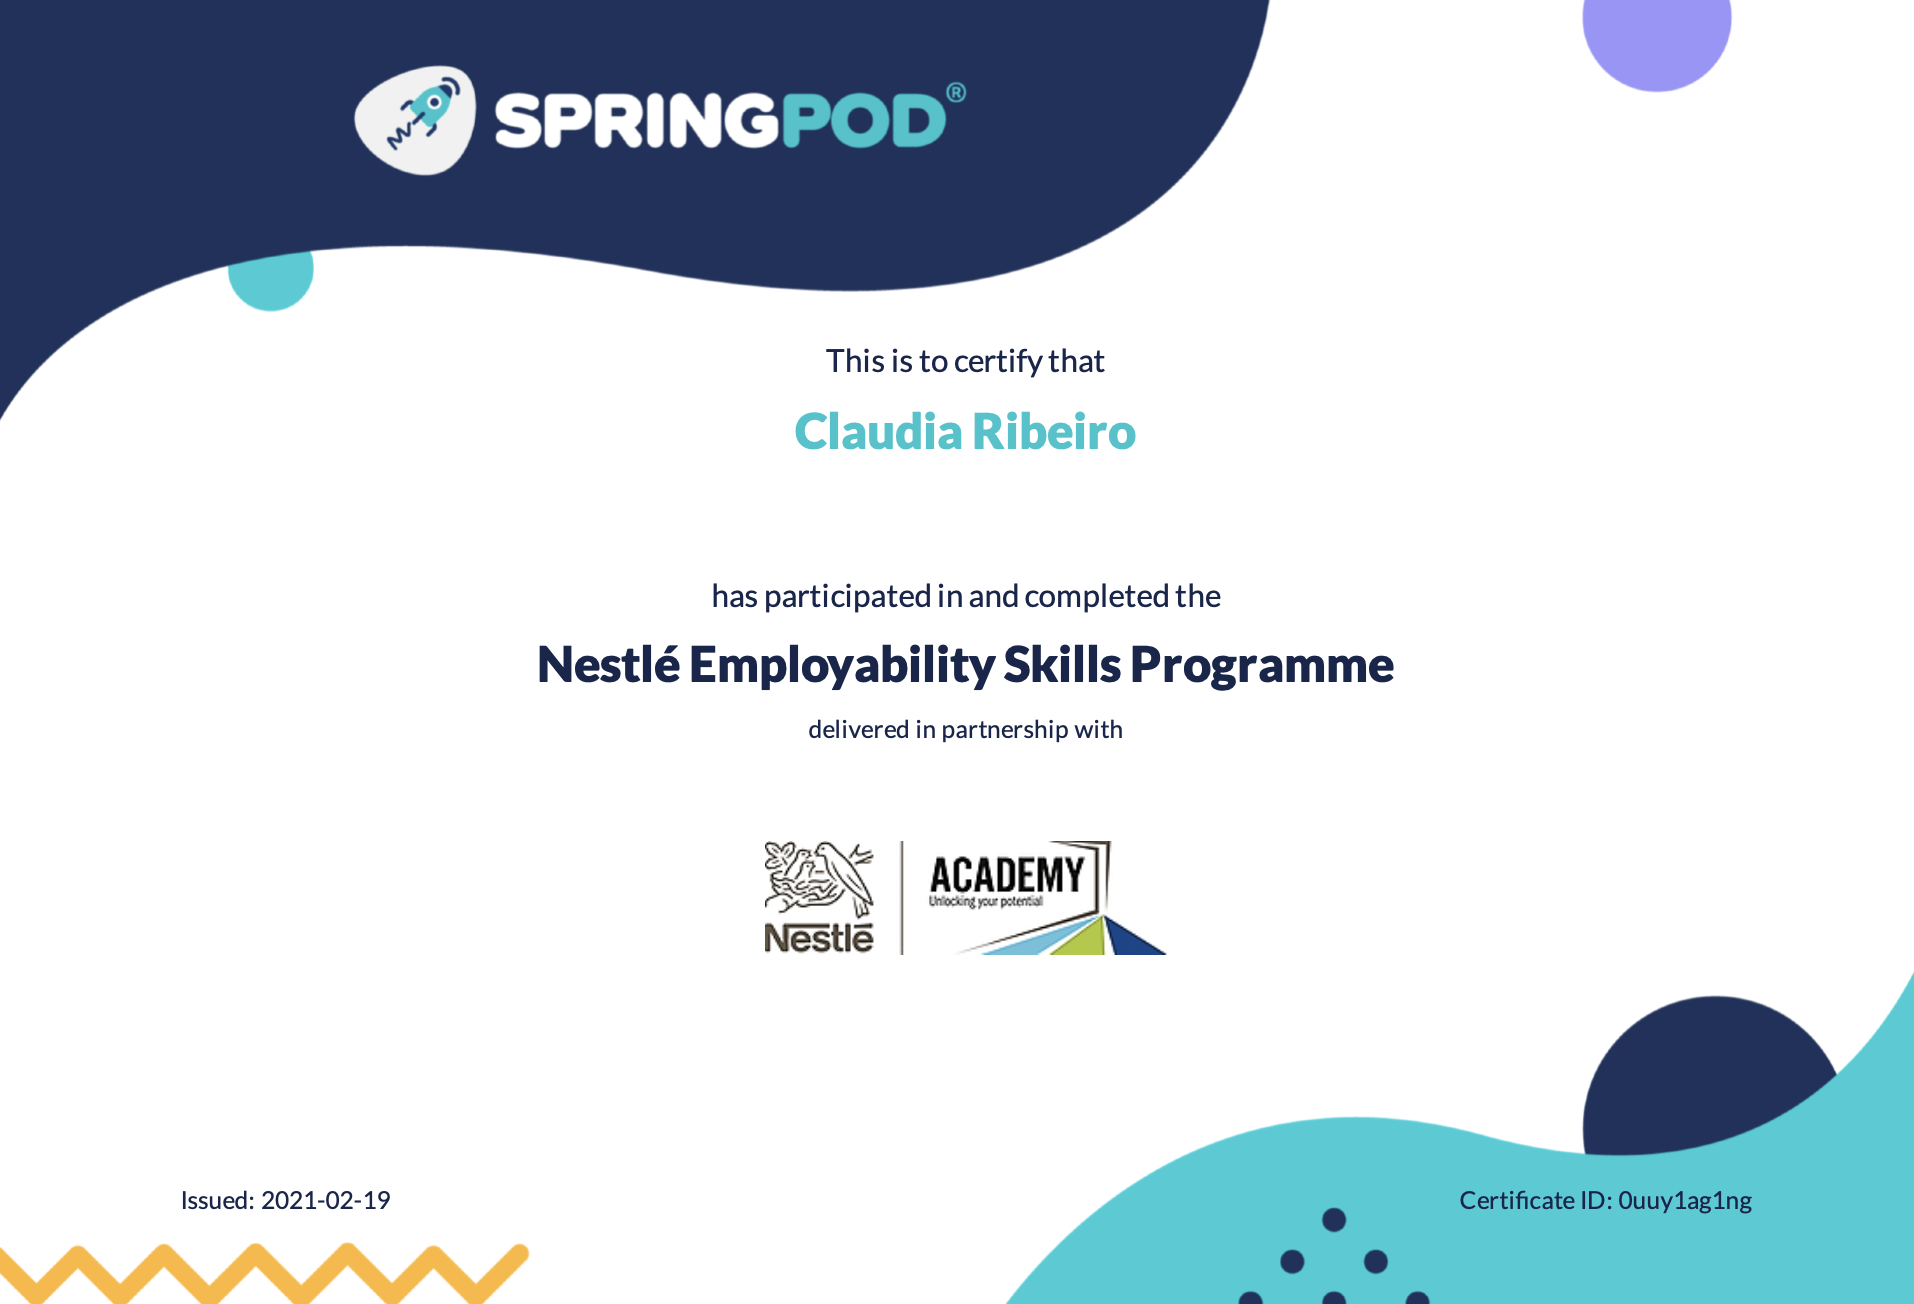 SPRINGPOD®
This is to certify that
Claudia Ribeiro
has participated in and completed the
Nestlé Employability Skills Programme
delivered in partnership with
Nestlé
ACADEMY
Unlocking your potential
Issued: 2021-02-19
Certificate ID: 0uuy1ag1ng